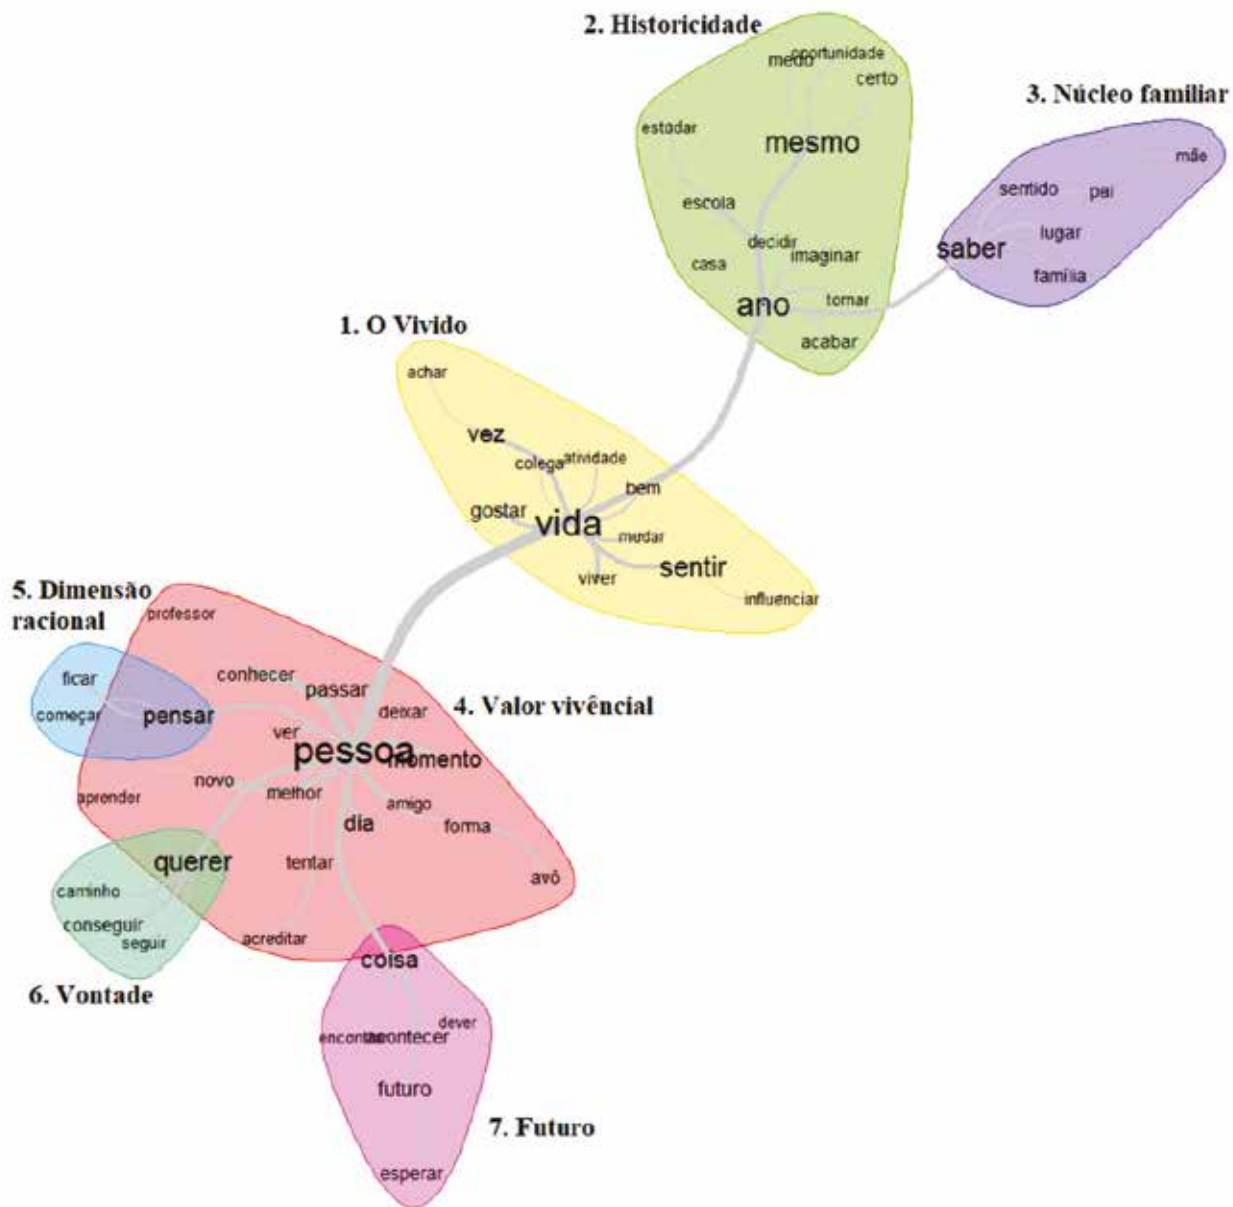 2. Historicidade
medo
oportunidade
certo
3. Núcleo familiar
estudar
mesmo
mãe
sentido
pai
escola
lugar
decidir
saber
imaginar
casa
família
ano
tornar
1. O Vivido
acabar
achar
vez
colega
atividade
bem
gostar
vida
mudar
sentir
viver
influenciar
5. Dimensão
racional
professor
ficar
conhecer
passar
4. Valor vivêncial
deixar
começar
pensar
ver
pessoa
momento
novo
melhor
aprender
amigo
dia
forma
querer
tentar
avô
caminho
conseguir
seguir
acreditar
coisa
6. Vontade
dever
acontecer
futuro
7. Futuro
esperar